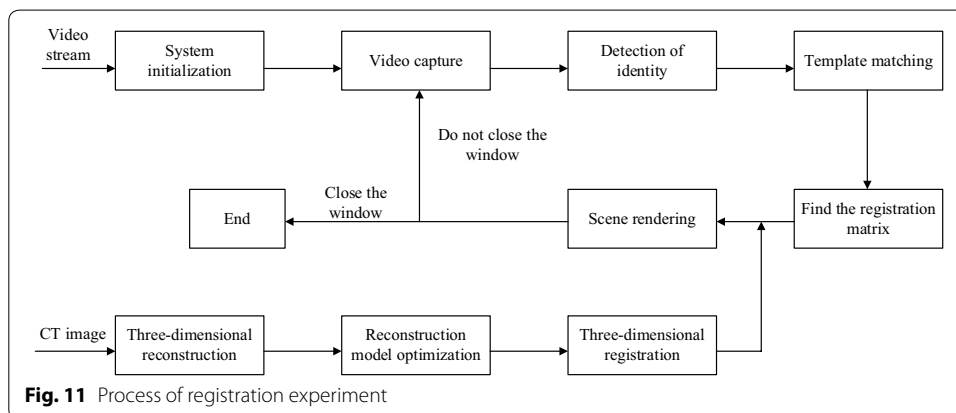 Video
stream
System
initialization
Video capture
Detection of
identity
Template matching
Do not close the
window
End
Close the
window
Scene rendering
Find the registration
matrix
CT image
Three-dimensional
reconstruction
Reconstruction
model optimization
Three-dimensional
registration
Fig. 11 Process of registration experiment